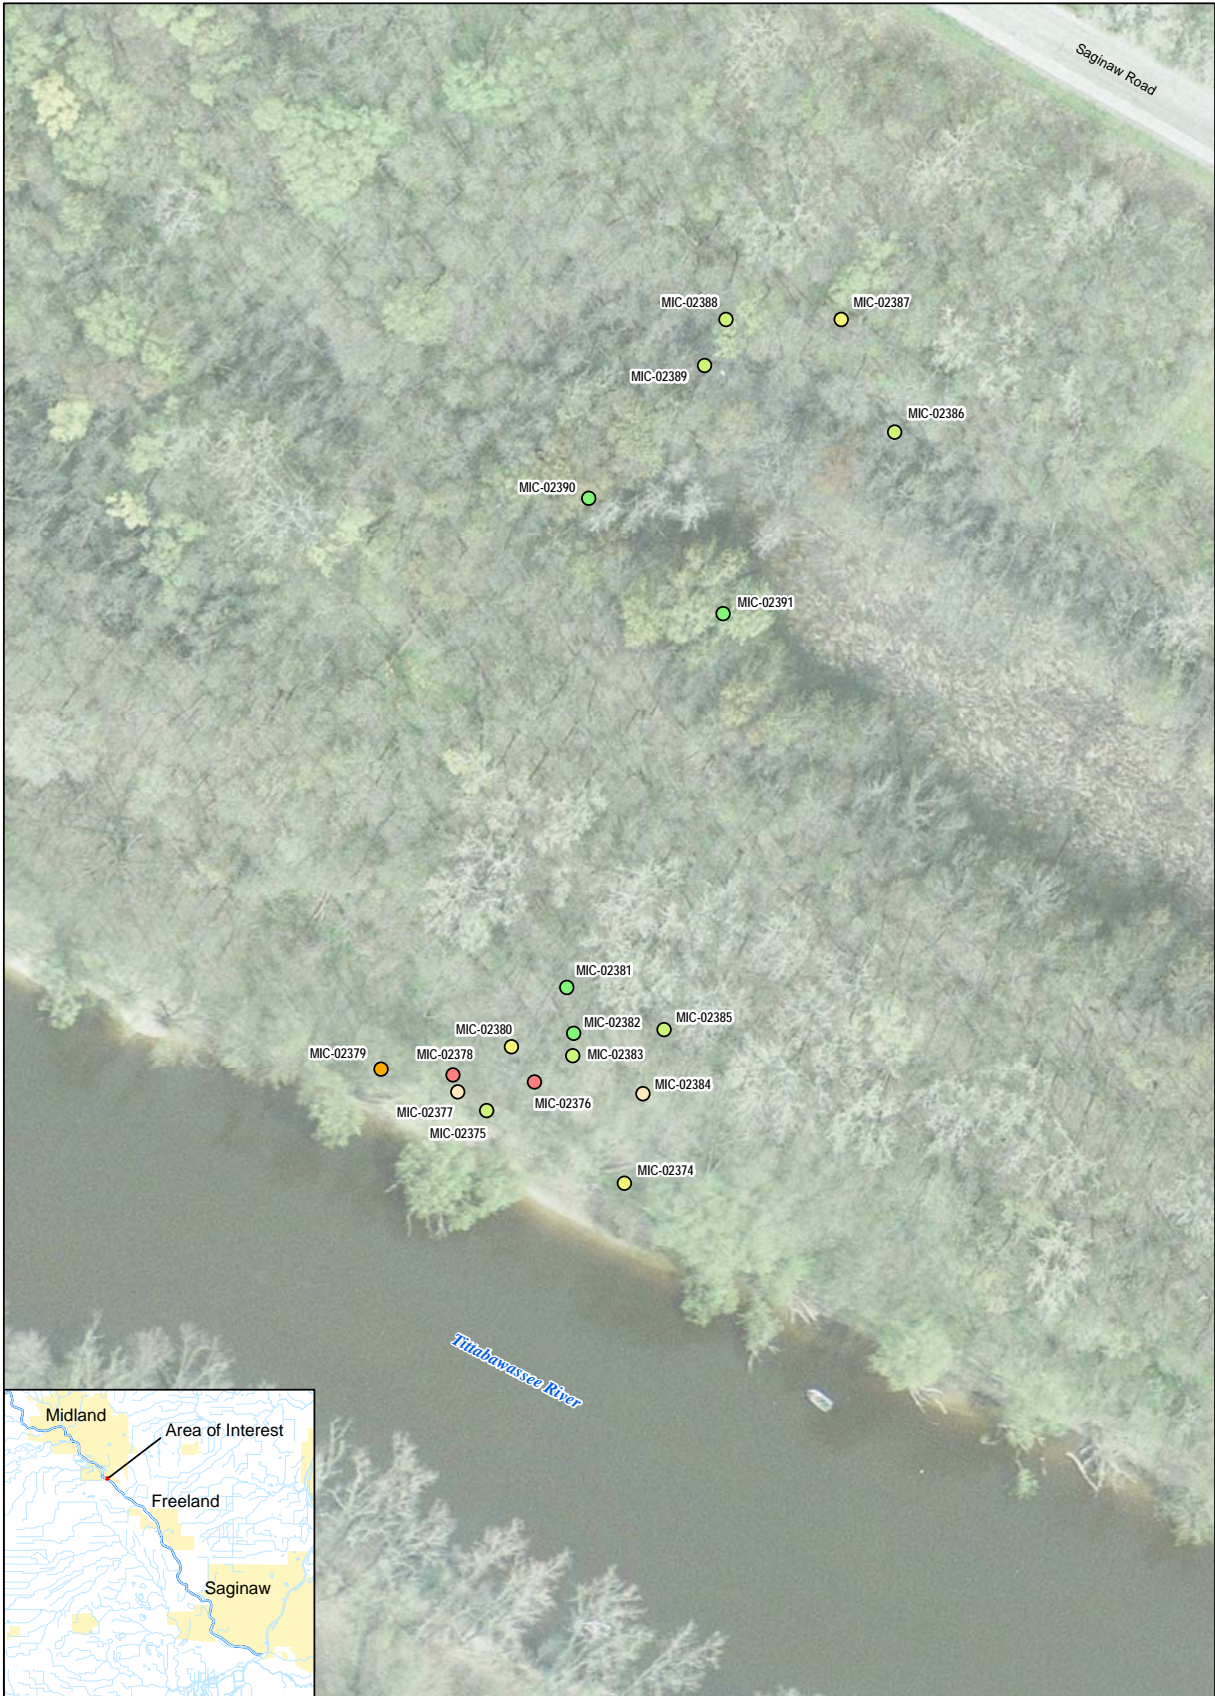 Saginaw Road
MIC-02388
MIC-02387
MIC-02389
MIC-02386
MIC-02390
MIC-02391
MIC-02381
MIC-02385
MIC-02382
MIC-02380
MIC-02383
MIC-02379
MIC-02378
MIC-02384
MIC-02376
MIC-02377
MIC-02375
MIC-02374
Tittabawassee River
Midland
Area of Interest
Freeland
Saginaw